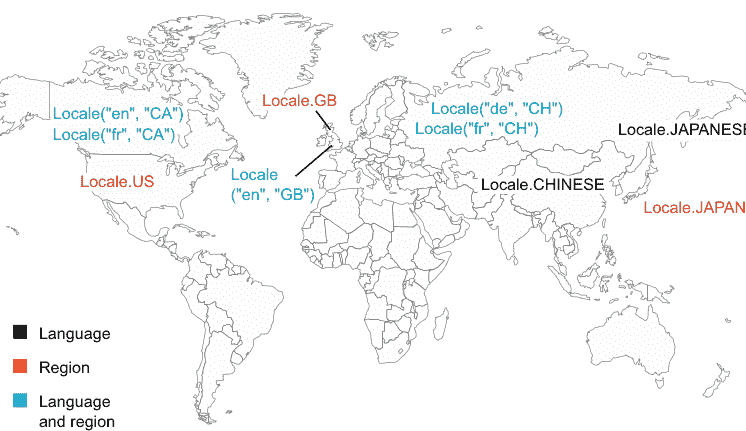 Locale.GB
Locale("en", "CA")
Locale("fr", "CA")
Locale("de", "CH")
Locale("fr", "CH")
Locale.JAPANESE
Locale.US
Locale
("en", "GB")
Locale.CHINESE
Locale.JAPAN
Language
Region
Language
and region